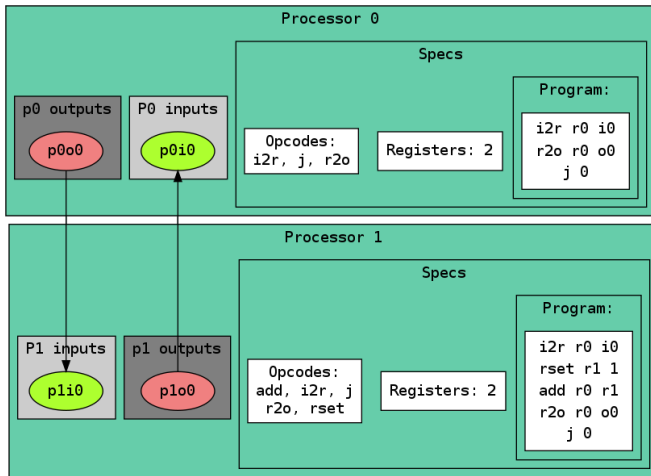 Processor 0
Specs
p0 outputs
P0 inputs
p0o0
p0i0
Opcodes:
i2r, j, r2o
Registers: 2
Program:
i2r r0 i0
r2o r0 o0
j 0
Processor 1
Specs
P1 inputs
p1 outputs
p1i0
p1o0
Opcodes:
add, i2r, j
r2o, rset
Registers: 2
Program:
i2r r0 i0
rset r1 1
add r0 r1
r2o r0 o0
j 0